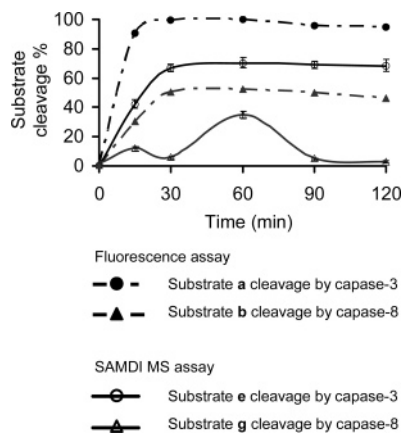 100
80
60
40
20
0
Substrate
cleavage %
0 15 30 60 90 120
Time (min)
Fluorescence assay
Substrate a cleavage by capase-3
Substrate b cleavage by capase-8
SAMDI MS assay
Substrate e cleavage by capase-3
Substrate g cleavage by capase-8